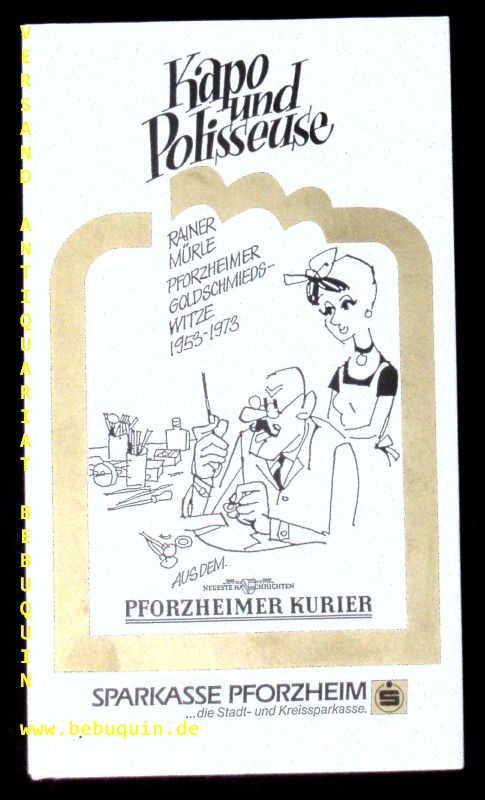 Kapo
und
Polisseuse
RAINER
MÜRLE
PFORZHEIMER
GOLDSCHMIEDS-
WITZE
1953-1973
AUS DEM
NEUESTE NACHRICHTEN
PFORZHEIMER KURIER
SPARKASSE PFORZHEIM
...die Stadt- und Kreissparkasse.
VERSAND ANTIQUARIAT BEBUQUIN
www.bebuquin.de